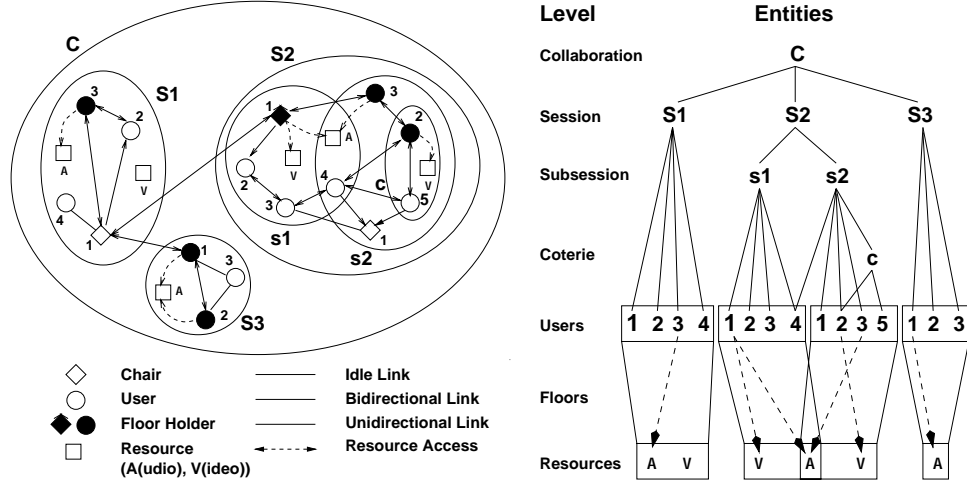 C
S1
3
2
A
V
4
1
S2
1
3
A
2
V
V
2
3
4
c
5
1
s1
s2
1
3
A
2
S3
Chair
User
Floor Holder
Resource
(A(udio), V(ideo))
Idle Link
Bidirectional Link
Unidirectional Link
Resource Access
Level Entities
Collaboration C
Session S1 S2 S3
Subsession s1 s2
Coterie c
Users 1 2 3 4 1 2 3 4 1 2 3 5 1 2 3
Floors
Resources A V V A V A